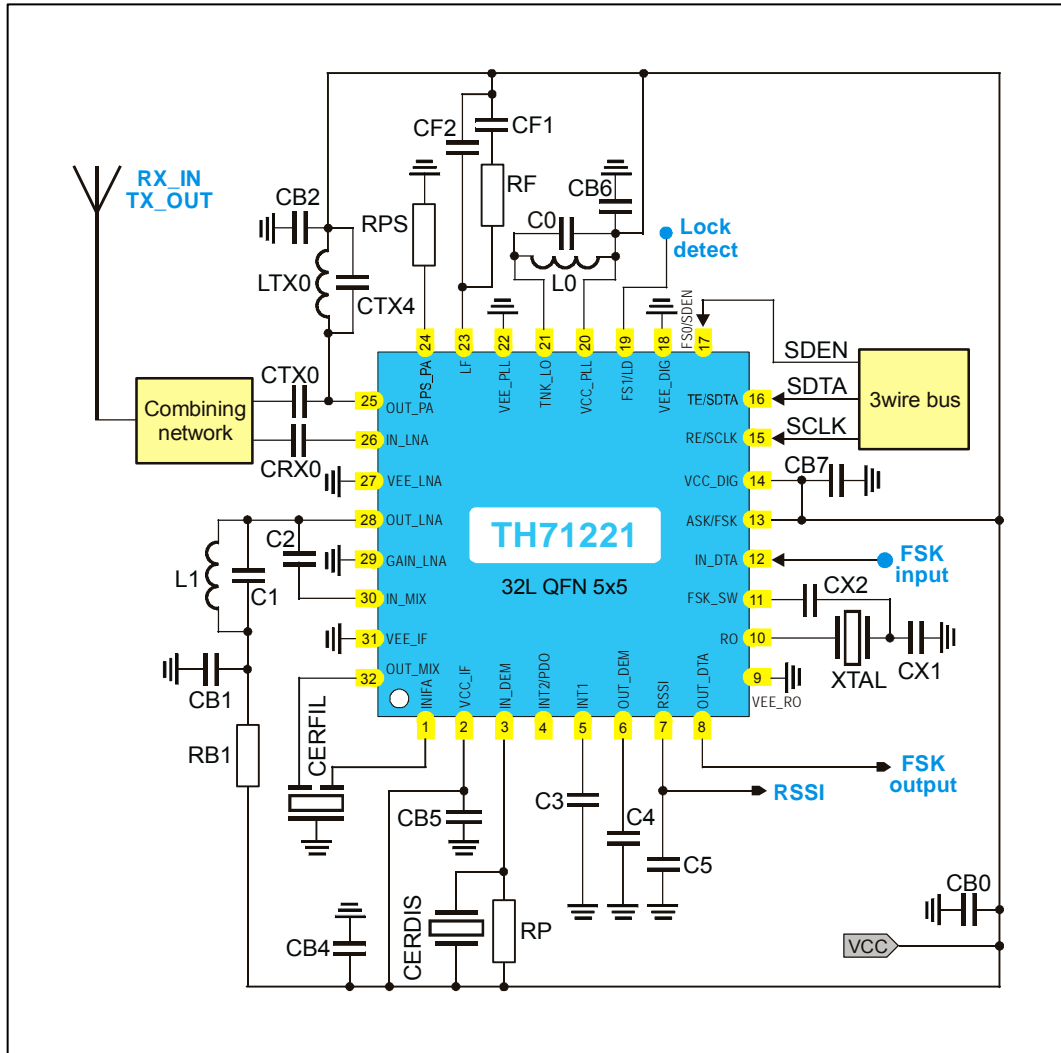 CF2
CF1
RX_IN
TX_OUT
CB2
RPS
RF
CB6
C0
Lock
detect
LTX0
CTX4
L0
24
23
22
21
20
19
18
17
PS_PA
LF
VEE_PLL
TNK_LO
VCC_PLL
FS1/LD
VEE_DIG
FS0/SDEN
SDEN
SDTA
SCLK
3wire bus
Combining
network
CTX0
CRX0
25
OUT_PA
26
IN_LNA
27
VEE_LNA
28
OUT_LNA
29
GAIN_LNA
30
IN_MIX
31
VEE_IF
32
OUT_MIX
TE/SDTA
16
RE/SCLK
15
VCC_DIG
14
ASK/FSK
13
IN_DTA
12
FSK_SW
11
RO
10
9
VEE_RO
CB7
TH71221
32L QFN 5x5
FSK
input
CX2
CX1
XTAL
C2
L1
C1
CB1
RB1
INIFA
VCC_IF
IN_DEM
INT2/PDO
INT1
OUT_DEM
RSSI
OUT_DTA
1
2
3
4
5
6
7
8
CERFIL
CB5
C3
C4
C5
RSSI
FSK
output
CB4
CERDIS
RP
CB0
VCC